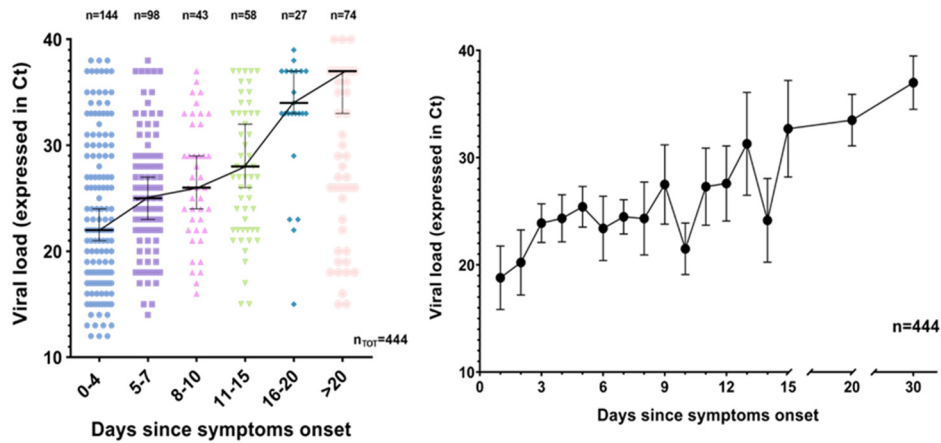 n=144 n=98 n=43 n=58 n=27 n=74
40
30
20
10
Viral load (expressed in Ct)
0-4 5-7 8-10 11-15 16-20 >20
Days since symptoms onset
nTOT=444
40
30
20
10
Viral load (expressed in Ct)
0 3 6 9 12 15 20 30
Days since symptoms onset
n=444